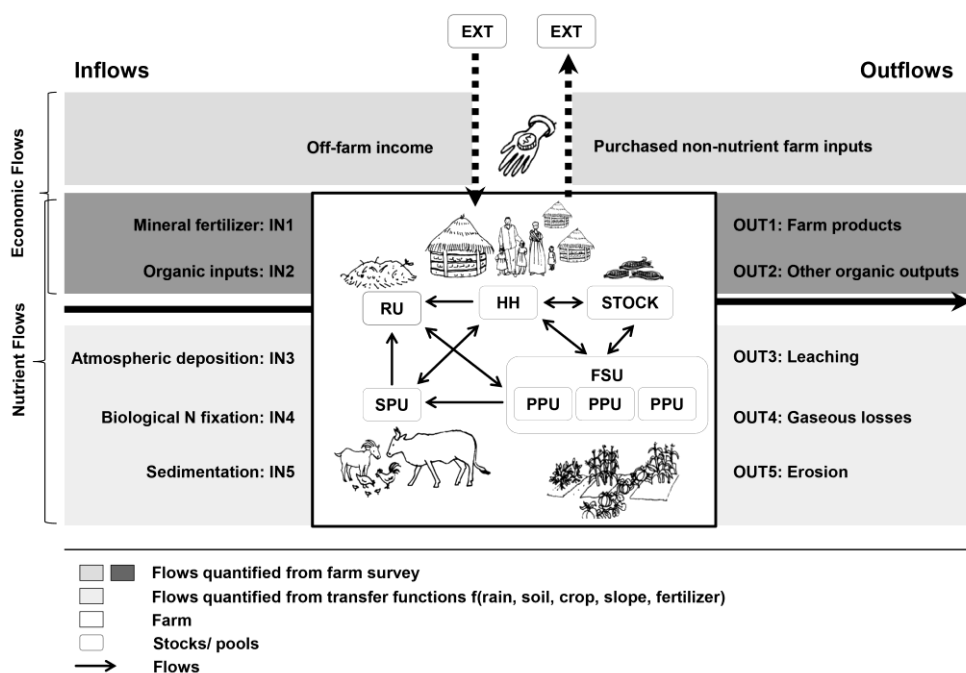 EXT
EXT
Inflows
Outflows
Economic Flows
Nutrient Flows
Off-farm income
Purchased non-nutrient farm inputs
Mineral fertilizer: IN1
OUT1: Farm products
Organic inputs: IN2
OUT2: Other organic outputs
RU
HH
STOCK
Atmospheric deposition: IN3
OUT3: Leaching
FSU
SPU
PPU
PPU
PPU
Biological N fixation: IN4
OUT4: Gaseous losses
Sedimentation: IN5
OUT5: Erosion
Flows quantified from farm survey
Flows quantified from transfer functions f(rain, soil, crop, slope, fertilizer)
Farm
Stocks/ pools
Flows